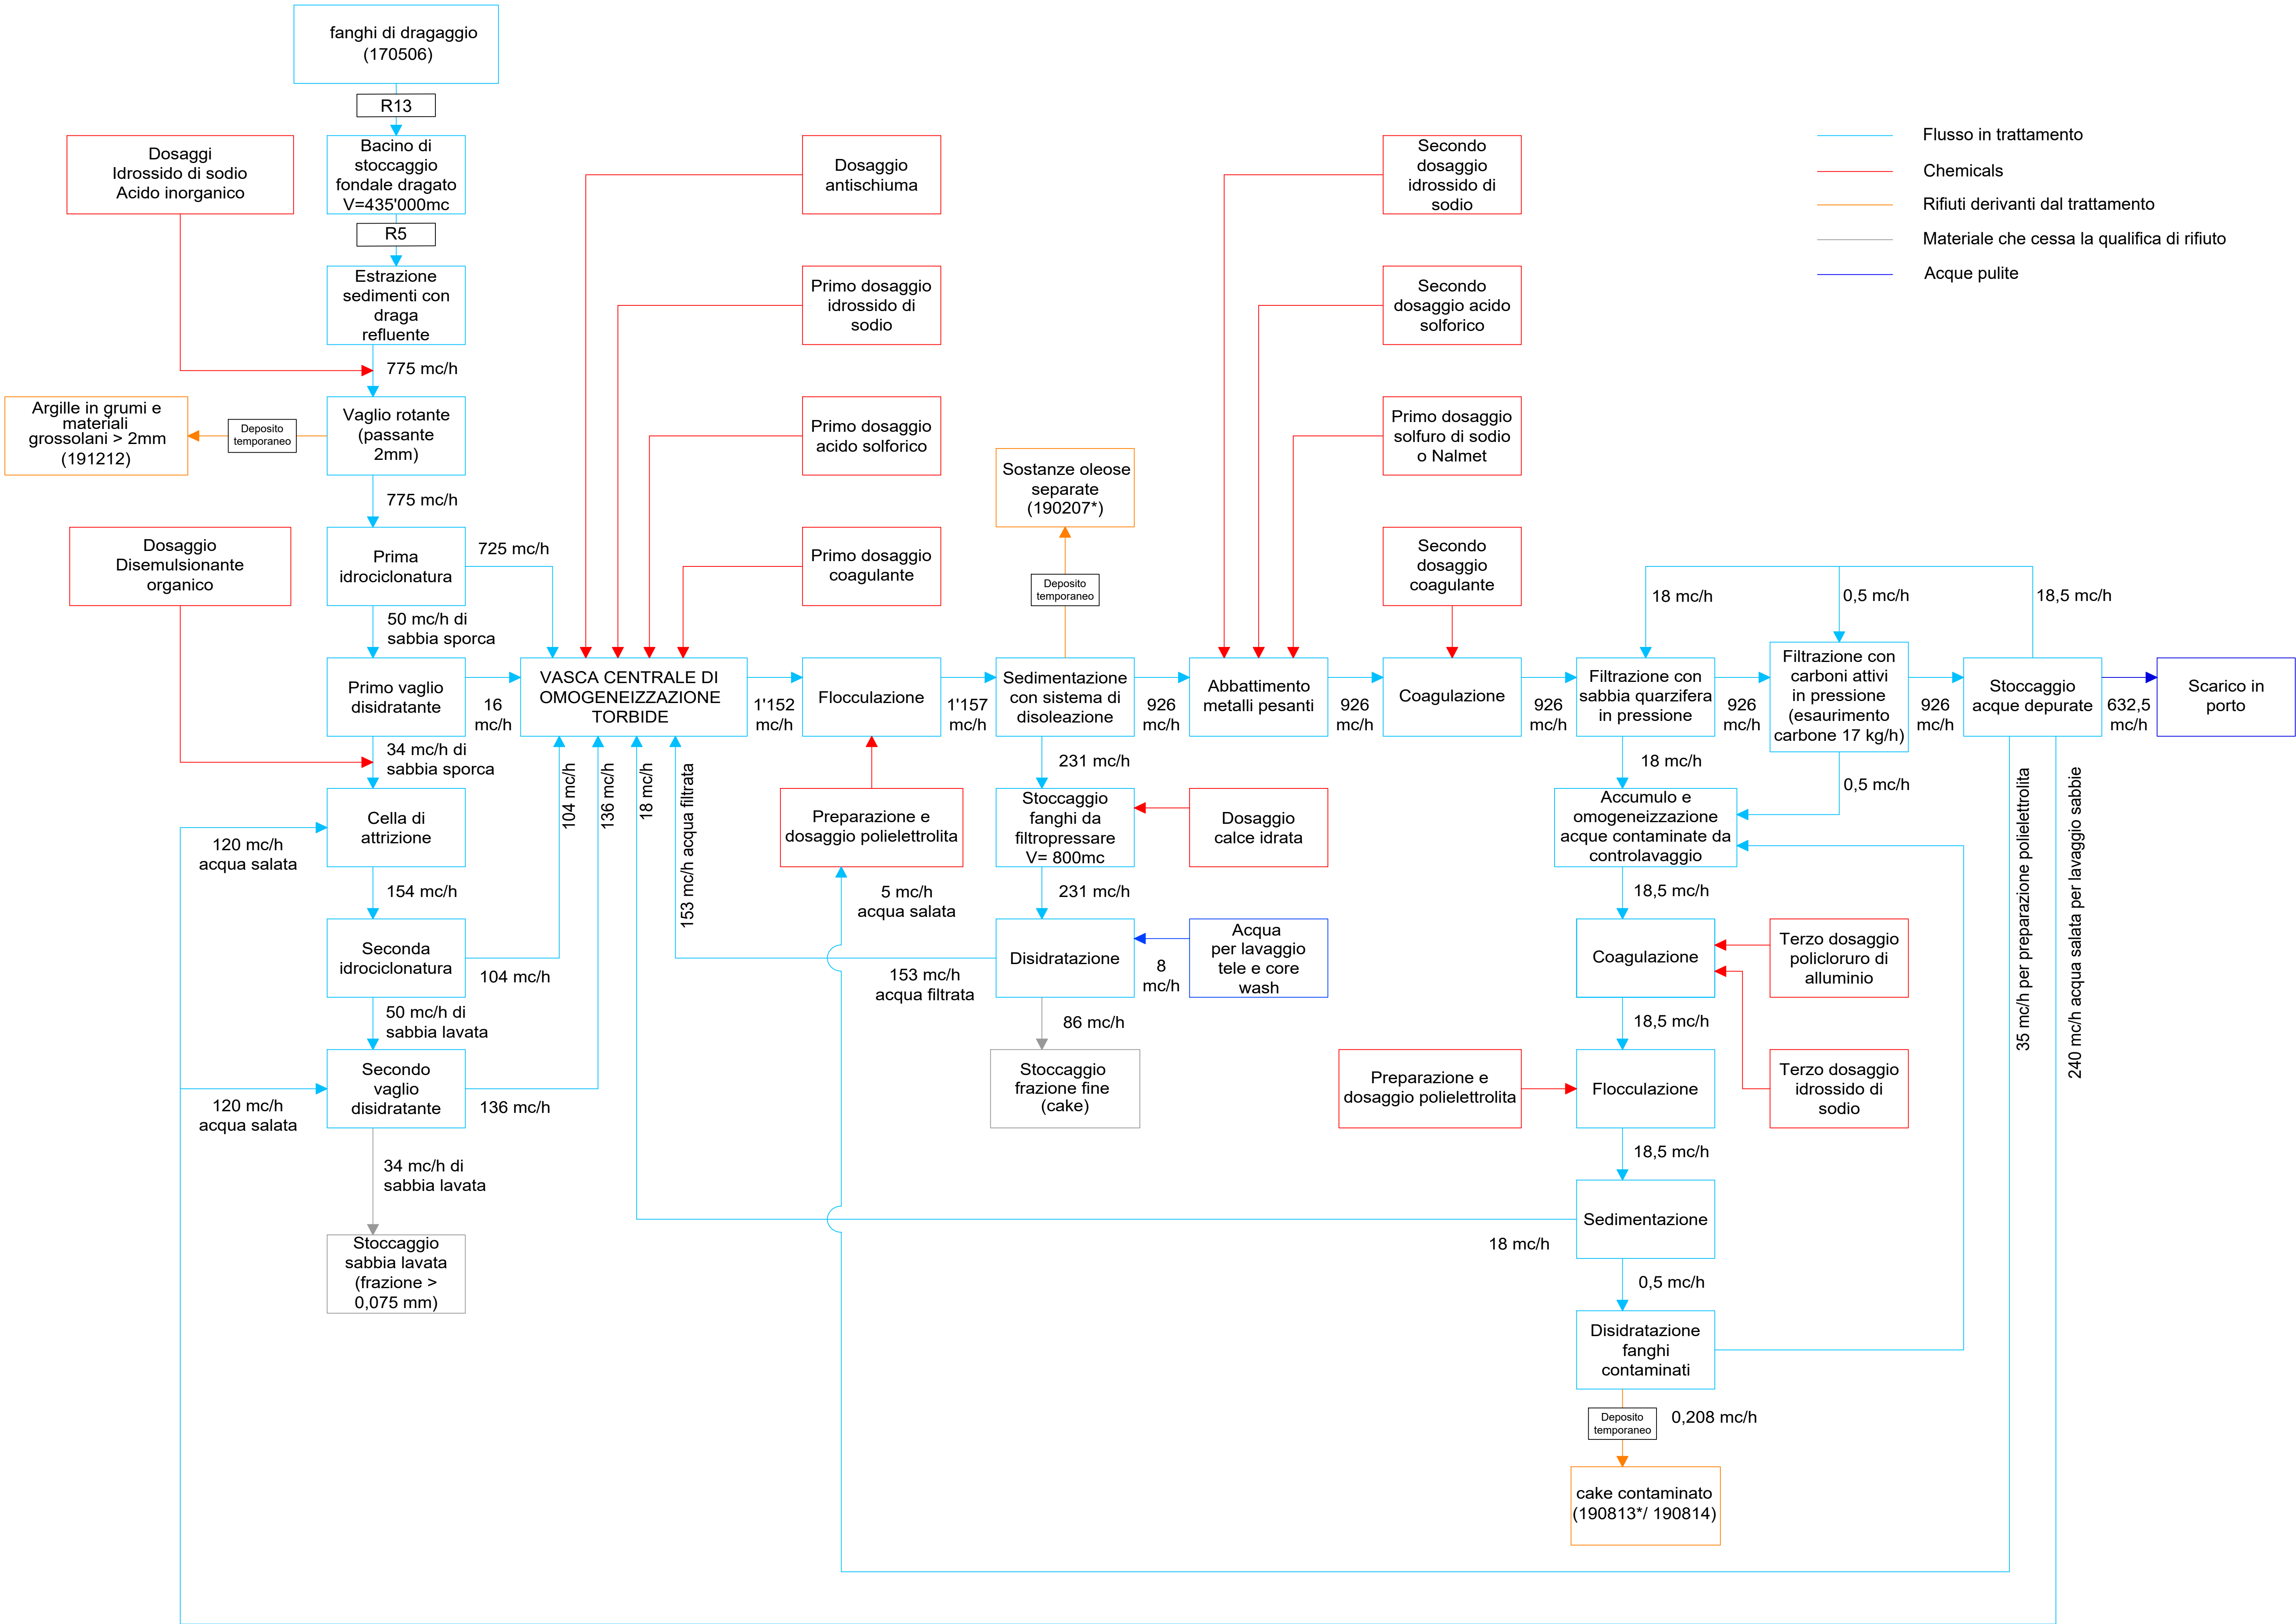 fanghi di dragaggio
(170506)
R13
Bacino di
stoccaggio
fondale dragato
V=435'000mc
R5
Estrazione
sedimenti con
draga
refluente
775 mc/h
Dosaggi
Idrossido di sodio
Acido inorganico
Argille in grumi e
materiali
grossolani > 2mm
(191212)
Deposito
temporaneo
Vaglio rotante
(passante
2mm)
775 mc/h
Dosaggio
Disemulsionante
organico
Prima
idrociclonatura
725 mc/h
50 mc/h di
sabbia sporca
Primo vaglio
disidratante
16
mc/h
34 mc/h di
sabbia sporca
Cella di
attrizione
120 mc/h
acqua salata
154 mc/h
Seconda
idrociclonatura
104 mc/h
50 mc/h di
sabbia lavata
Secondo
vaglio
disidratante
120 mc/h
acqua salata
136 mc/h
34 mc/h di
sabbia lavata
Stoccaggio
sabbia lavata
(frazione >
0,075 mm)
Dosaggio
antischiuma
Primo dosaggio
idrossido di
sodio
Primo dosaggio
acido solforico
Primo dosaggio
coagulante
VASCA CENTRALE DI
OMOGENEIZZAZIONE
TORBIDE
104 mc/h
136 mc/h
18 mc/h
153 mc/h acqua filtrata
1'152
mc/h
Flocculazione
1'157
mc/h
Preparazione e
dosaggio polielettrolita
5 mc/h
acqua salata
Sostanze oleose
separate
(190207*)
Deposito
temporaneo
Sedimentazione
con sistema di
disoleazione
926
mc/h
231 mc/h
Stoccaggio
fanghi da
filtropressare
V= 800mc
Dosaggio
calce idrata
231 mc/h
Disidratazione
153 mc/h
acqua filtrata
8
mc/h
Acqua
per lavaggio
tele e core
wash
86 mc/h
Stoccaggio
frazione fine
(cake)
Secondo
dosaggio
idrossido di
sodio
Secondo
dosaggio acido
solforico
Primo dosaggio
solfuro di sodio
o Nalmet
Secondo
dosaggio
coagulante
Abbattimento
metalli pesanti
926
mc/h
Coagulazione
926
mc/h
18 mc/h
0,5 mc/h
18,5 mc/h
Filtrazione con
sabbia quarzifera
in pressione
926
mc/h
Filtrazione con
carboni attivi
in pressione
(esaurimento
carbone 17 kg/h)
926
mc/h
Stoccaggio
acque depurate
632,5
mc/h
Scarico in
porto
18 mc/h
0,5 mc/h
Accumulo e
omogeneizzazione
acque contaminate da
controlavaggio
18,5 mc/h
Coagulazione
Terzo dosaggio
policloruro di
alluminio
18,5 mc/h
Preparazione e
dosaggio polielettrolita
Flocculazione
Terzo dosaggio
idrossido di
sodio
18,5 mc/h
Sedimentazione
18 mc/h
0,5 mc/h
Disidratazione
fanghi
contaminati
Deposito
temporaneo
0,208 mc/h
cake contaminato
(190813*/ 190814)
35 mc/h per preparazione polielettrolita
240 mc/h acqua salata per lavaggio sabbie
Flusso in trattamento
Chemicals
Rifiuti derivanti dal trattamento
Materiale che cessa la qualifica di rifiuto
Acque pulite